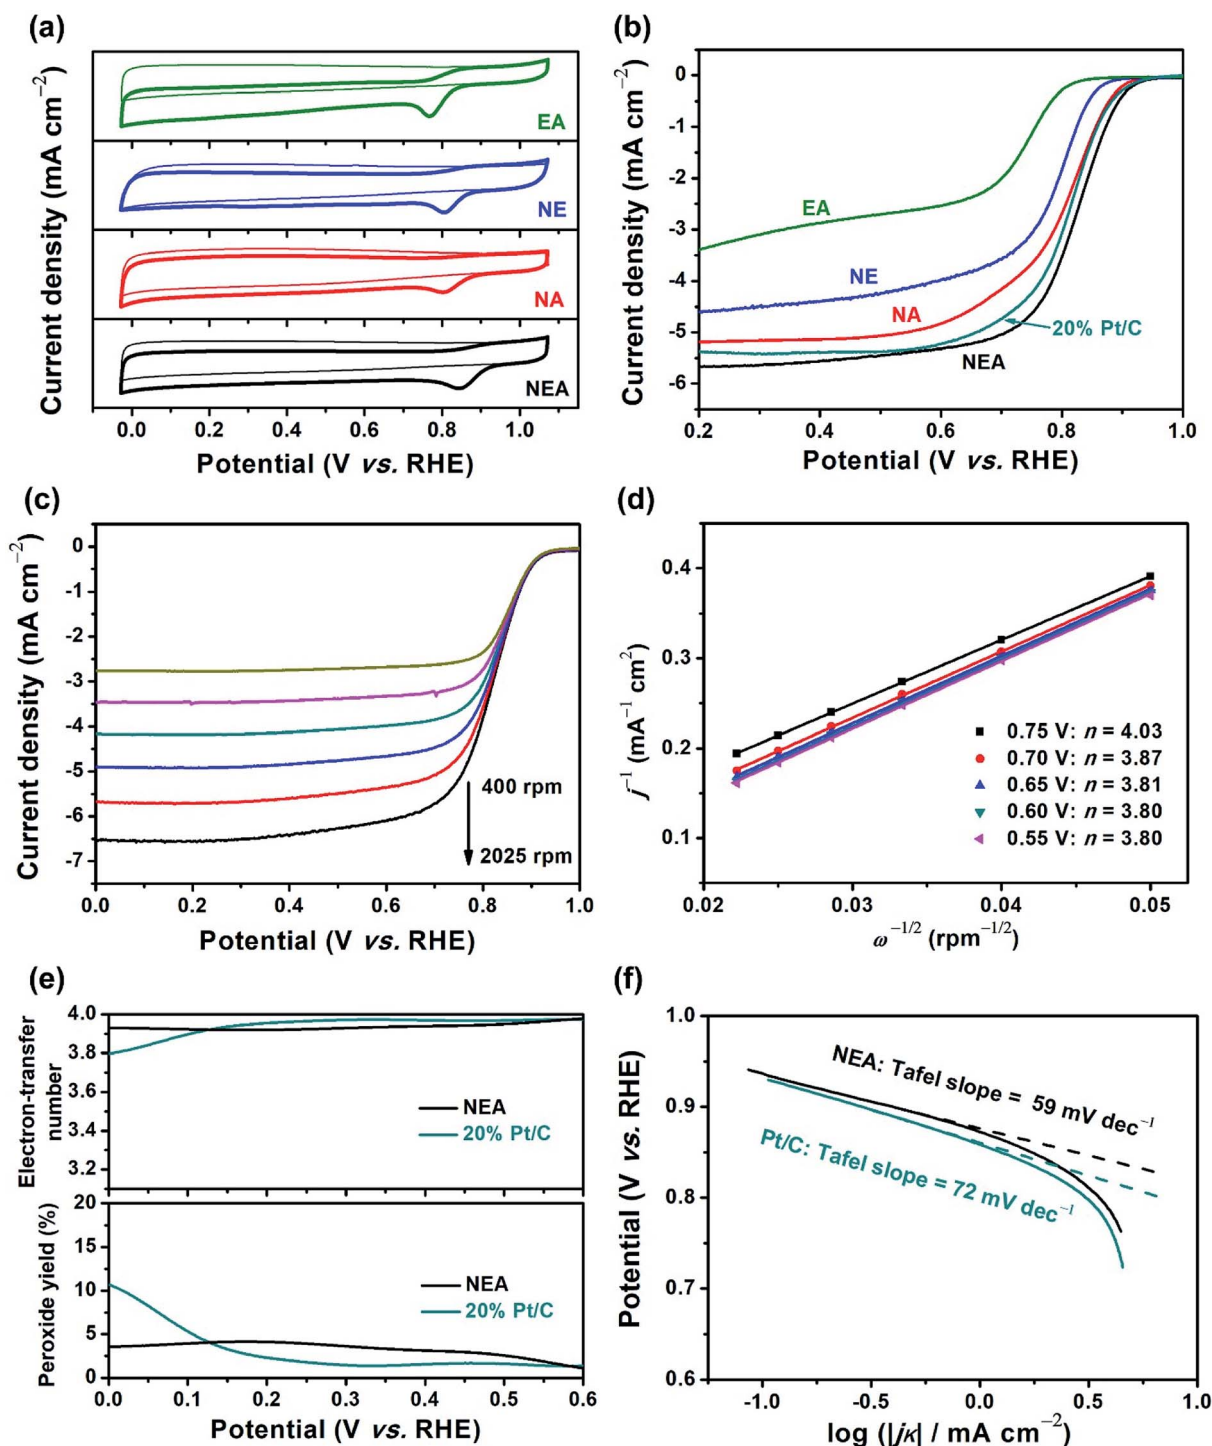 (a)
Current density (mA cm−2)
EA
NE
NA
NEA
0.0 0.2 0.4 0.6 0.8 1.0
Potential (V vs. RHE)
(b)
Current density (mA cm−2)
0
-1
-2
-3
-4
-5
-6
EA
NE
NA
20% Pt/C
NEA
0.2 0.4 0.6 0.8 1.0
Potential (V vs. RHE)
(c)
Current density (mA cm−2)
0
-1
-2
-3
-4
-5
-6
-7
400 rpm
2025 rpm
0.0 0.2 0.4 0.6 0.8 1.0
Potential (V vs. RHE)
(d)
j−1 (mA−1 cm2)
0.4
0.3
0.2
0.1
0.75 V: n = 4.03
0.70 V: n = 3.87
0.65 V: n = 3.81
0.60 V: n = 3.80
0.55 V: n = 3.80
0.02 0.03 0.04 0.05
ω−1/2 (rpm−1/2)
(e)
Electron-transfer
number
4.0
3.8
3.6
3.4
3.2
NEA
20% Pt/C
Peroxide yield (%)
20
15
10
5
0
NEA
20% Pt/C
0.0 0.1 0.2 0.3 0.4 0.5 0.6
Potential (V vs. RHE)
(f)
Potential (V vs. RHE)
1.0
0.9
0.8
0.7
0.6
NEA: Tafel slope = 59 mV dec−1
Pt/C: Tafel slope = 72 mV dec−1
-1.0 -0.5 0.0 0.5 1.0
log (|jK| / mA cm−2)